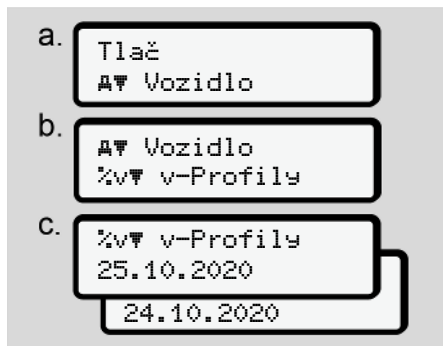 a.
Tlač
A▼ Vozidlo
b.
A▼ Vozidlo
%v▼ v-Profily
c.
%v▼ v-Profily
25.10.2020
24.10.2020